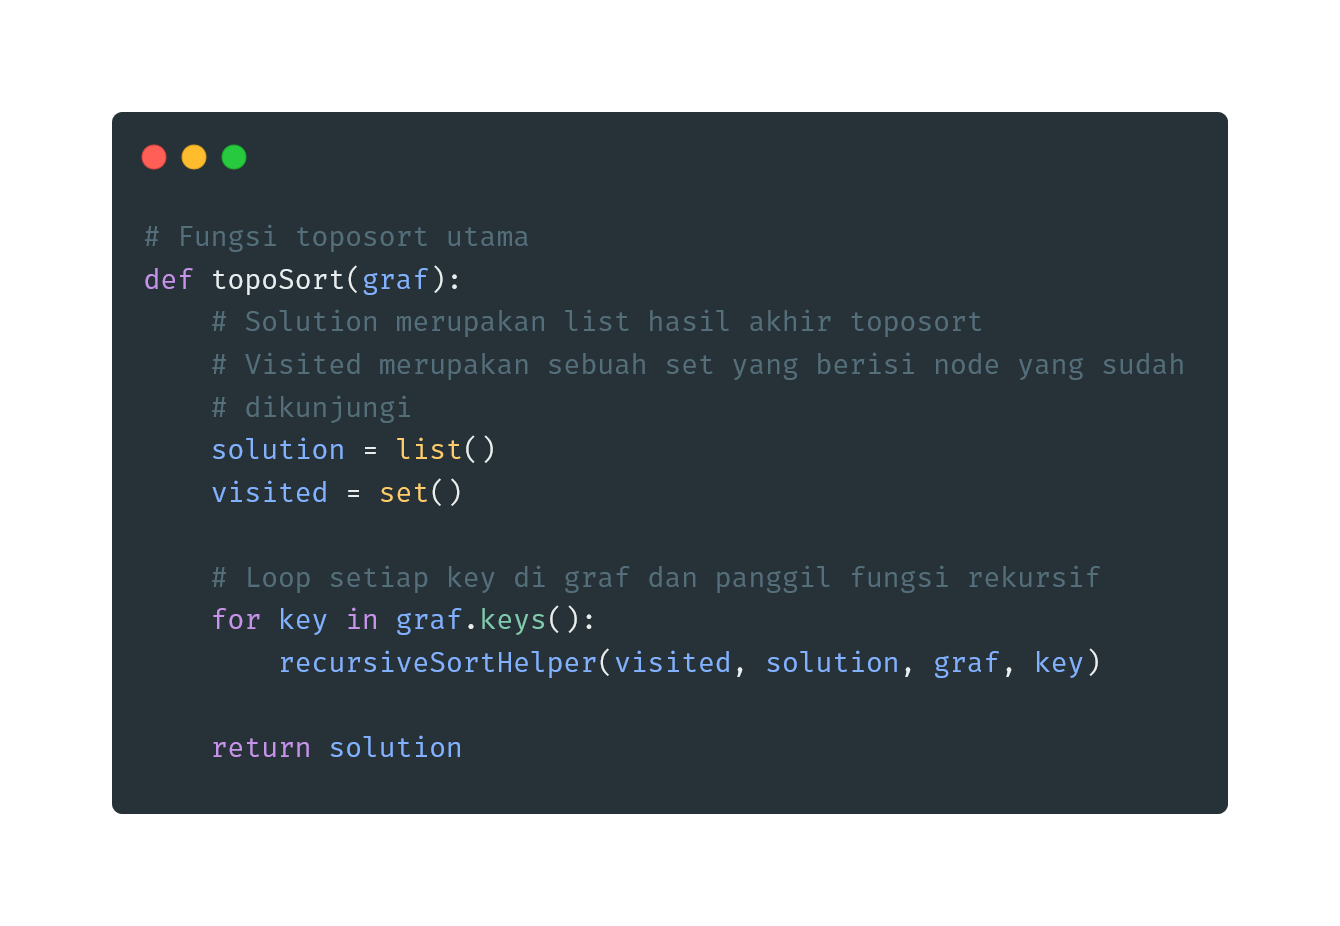 # Fungsi toposort utama
def topoSort(graf):
    # Solution merupakan list hasil akhir toposort
    # Visited merupakan sebuah set yang berisi node yang sudah
    # dikunjungi
    solution = list()
    visited = set()

    # Loop setiap key di graf dan panggil fungsi rekursif
    for key in graf.keys():
        recursiveSortHelper(visited, solution, graf, key)

    return solution